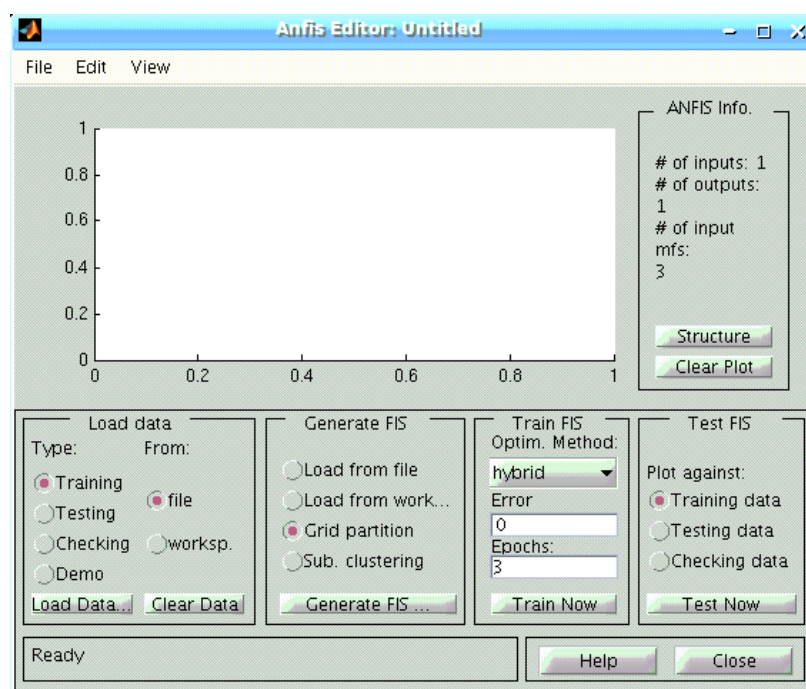 Anfis Editor: Untitled
File Edit View
1
0.8
0.6
0.4
0.2
0
0 0.2 0.4 0.6 0.8 1
ANFIS Info.
# of inputs: 1
# of outputs:
1
# of input
mfs:
3
Structure
Clear Plot
Load data
Type: From:
Training
file
Testing
Checking
worksp.
Demo
Load Data... Clear Data
Generate FIS
Load from file
Load from work...
Grid partition
Sub. clustering
Generate FIS ...
Train FIS
Optim. Method:
hybrid
Error
0
Epochs:
3
Train Now
Test FIS
Plot against:
Training data
Testing data
Checking data
Test Now
Ready
Help Close